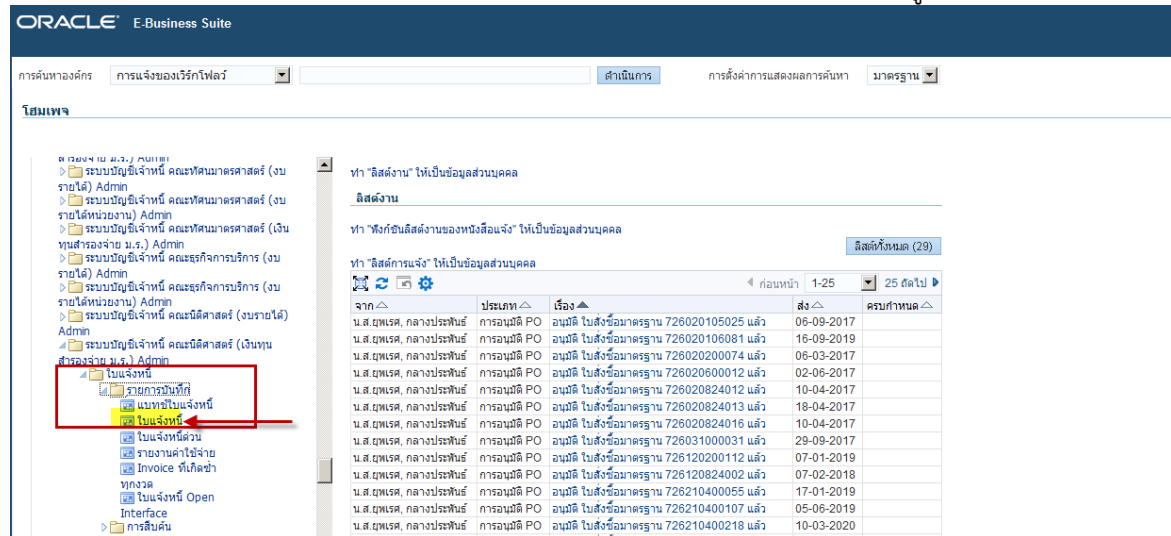 ORACLE E-Business Suite
การค้นหาองค์กร การแจ้งของเวิร์กโฟลว์ ดำเนินการ การตั้งค่าการแสดงผลการค้นหา มาตรฐาน
โฮมเพจ
สำรองจ่าย ม.ร.) Admin
ระบบบัญชีเจ้าหนี้ คณะทัศนมาตรศาสตร์ (งบ
รายได้) Admin
ระบบบัญชีเจ้าหนี้ คณะทัศนมาตรศาสตร์ (งบ
รายได้หน่วยงาน) Admin
ระบบบัญชีเจ้าหนี้ คณะทัศนมาตรศาสตร์ (เงิน
ทุนสำรองจ่าย ม.ร.) Admin
ระบบบัญชีเจ้าหนี้ คณะธุรกิจการบริการ (งบ
รายได้) Admin
ระบบบัญชีเจ้าหนี้ คณะธุรกิจการบริการ (งบ
รายได้หน่วยงาน) Admin
ระบบบัญชีเจ้าหนี้ คณะนิติศาสตร์ (งบรายได้)
Admin
ระบบบัญชีเจ้าหนี้ คณะนิติศาสตร์ (เงินทุน
สำรองจ่าย ม.ร.) Admin
ใบแจ้งหนี้
รายการบันทึก
แบทช์ใบแจ้งหนี้
ใบแจ้งหนี้
ใบแจ้งหนี้ด่วน
รายงานค่าใช้จ่าย
Invoice ที่เกิดซ้ำ
ทุกงวด
ใบแจ้งหนี้ Open
Interface
การสืบค้น
ทำ "ลิสต์งาน" ให้เป็นข้อมูลส่วนบุคคล
ลิสต์งาน
ทำ "ฟังก์ชันลิสต์งานของหนังสือแจ้ง" ให้เป็นข้อมูลส่วนบุคคล
ลิสต์ทั้งหมด (29)
ทำ "ลิสต์การแจ้ง" ให้เป็นข้อมูลส่วนบุคคล
ก่อนหน้า 1-25 25 ถัดไป
จาก ประเภท เรื่อง ส่ง ครบกำหนด
น.ส.ยุพเรศ, กลางประพันธ์ การอนุมัติ PO อนุมัติ ใบสั่งซื้อมาตรฐาน 726020105025 แล้ว 06-09-2017
น.ส.ยุพเรศ, กลางประพันธ์ การอนุมัติ PO อนุมัติ ใบสั่งซื้อมาตรฐาน 726020106081 แล้ว 16-09-2019
น.ส.ยุพเรศ, กลางประพันธ์ การอนุมัติ PO อนุมัติ ใบสั่งซื้อมาตรฐาน 726020200074 แล้ว 06-03-2017
น.ส.ยุพเรศ, กลางประพันธ์ การอนุมัติ PO อนุมัติ ใบสั่งซื้อมาตรฐาน 726020600012 แล้ว 02-06-2017
น.ส.ยุพเรศ, กลางประพันธ์ การอนุมัติ PO อนุมัติ ใบสั่งซื้อมาตรฐาน 726020824012 แล้ว 10-04-2017
น.ส.ยุพเรศ, กลางประพันธ์ การอนุมัติ PO อนุมัติ ใบสั่งซื้อมาตรฐาน 726020824013 แล้ว 18-04-2017
น.ส.ยุพเรศ, กลางประพันธ์ การอนุมัติ PO อนุมัติ ใบสั่งซื้อมาตรฐาน 726020824016 แล้ว 10-04-2017
น.ส.ยุพเรศ, กลางประพันธ์ การอนุมัติ PO อนุมัติ ใบสั่งซื้อมาตรฐาน 726031000031 แล้ว 29-09-2017
น.ส.ยุพเรศ, กลางประพันธ์ การอนุมัติ PO อนุมัติ ใบสั่งซื้อมาตรฐาน 726120200112 แล้ว 07-01-2019
น.ส.ยุพเรศ, กลางประพันธ์ การอนุมัติ PO อนุมัติ ใบสั่งซื้อมาตรฐาน 726120824002 แล้ว 07-02-2018
น.ส.ยุพเรศ, กลางประพันธ์ การอนุมัติ PO อนุมัติ ใบสั่งซื้อมาตรฐาน 726210400055 แล้ว 17-01-2019
น.ส.ยุพเรศ, กลางประพันธ์ การอนุมัติ PO อนุมัติ ใบสั่งซื้อมาตรฐาน 726210400107 แล้ว 05-06-2019
น.ส.ยุพเรศ, กลางประพันธ์ การอนุมัติ PO อนุมัติ ใบสั่งซื้อมาตรฐาน 726210400218 แล้ว 10-03-2020